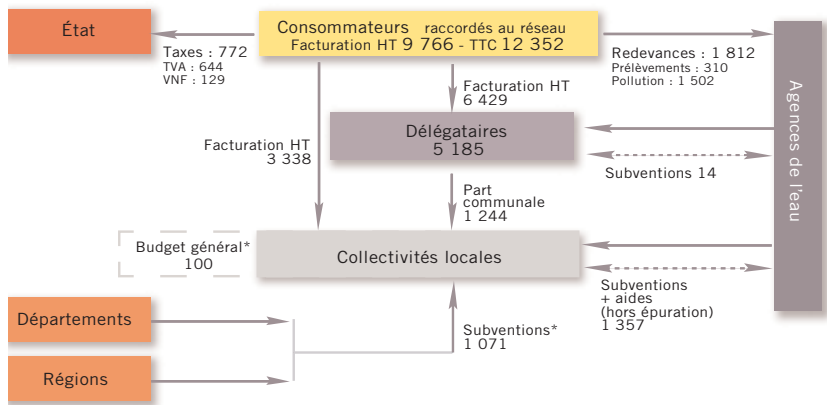 État
Consommateurs raccordés au réseau
Facturation HT 9 766 - TTC 12 352
Taxes : 772
TVA : 644
VNF : 129
Redevances : 1 812
Prélèvements : 310
Pollution : 1 502
Facturation HT
6 429
Délégataires
5 185
Facturation HT
3 338
Subventions 14
Agences de l'eau
Part
communale
1 244
Budget général*
100
Collectivités locales
Subventions
+ aides
(hors épuration)
1 357
Départements
Subventions*
1 071
Régions